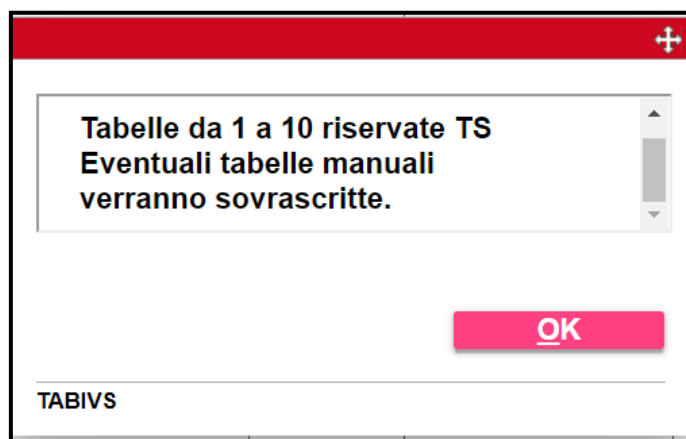 Tabelle da 1 a 10 riservate TS
Eventuali tabelle manuali
verranno sovrascritte.
OK
TABIVS